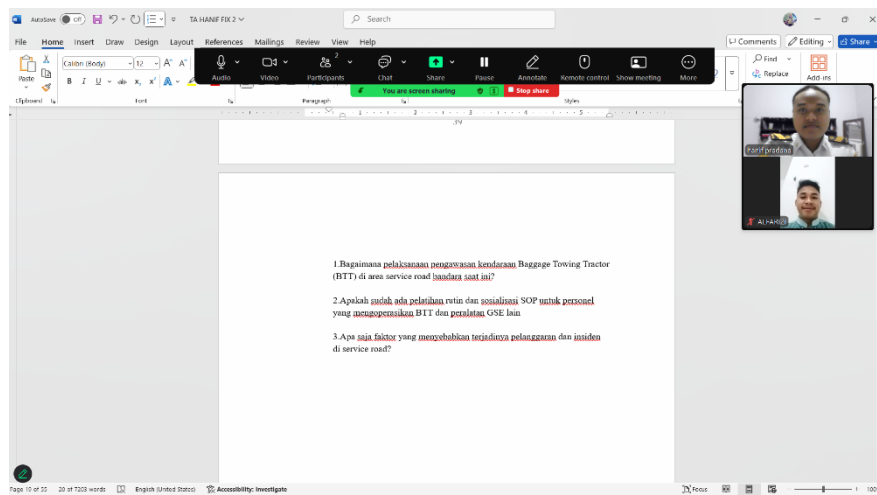 AutoSave Off
TA HANIF FIX 2
Search
File Home Insert Draw Design Layout References Mailings Review View Help
Comments Editing Share
Paste
Calibri (Body) 12
B I U
Audio Video Participants 2 Chat Share Pause Annotate Remote control Show meeting More
Find
Replace
Add-ins
You are screen sharing Stop share
Clipboard Font Paragraph Styles
39
hanif pradana
ALFARIZI
1.Bagaimana pelaksanaan pengawasan kendaraan Baggage Towing Tractor
(BTT) di area service road bandara saat ini?
2.Apakah sudah ada pelatihan rutin dan sosialisasi SOP untuk personel
yang mengoperasikan BTT dan peralatan GSE lain
3.Apa saja faktor yang menyebabkan terjadinya pelanggaran dan insiden
di service road?
Page 10 of 55 20 of 7203 words English (United States) Accessibility: Investigate Focus